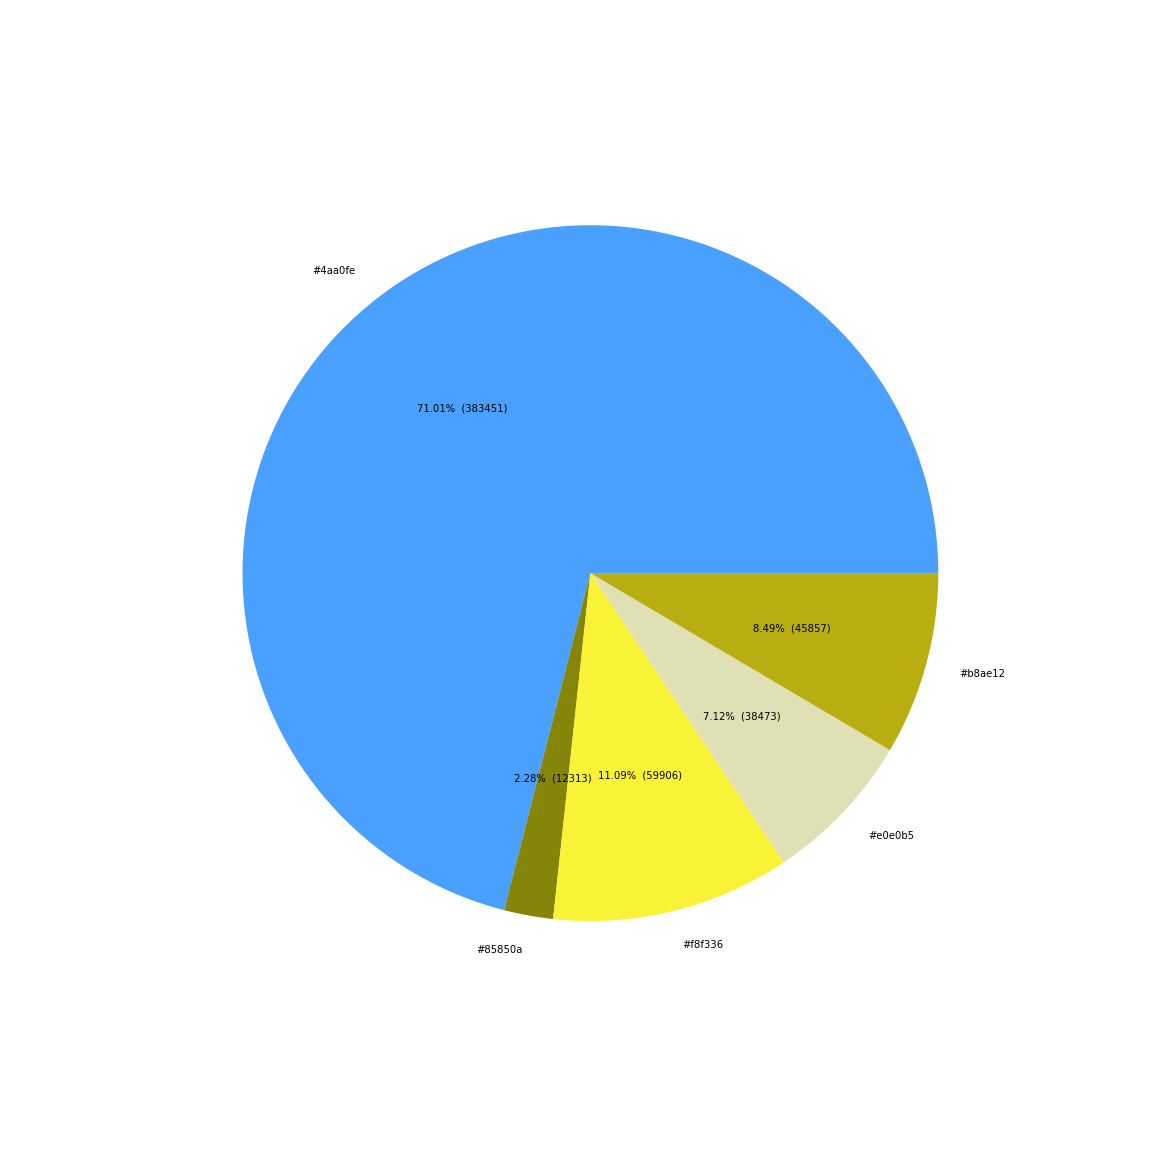 #4aa0fe
71.01% (383451)
8.49% (45857)
#b8ae12
7.12% (38473)
2.28% (12313)
11.09% (59906)
#e0e0b5
#f8f336
#85850a